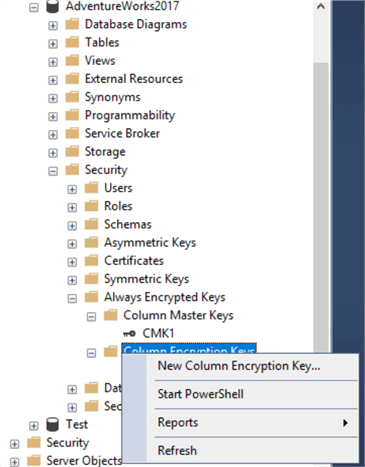 AdventureWorks2017
Database Diagrams
Tables
Views
External Resources
Synonyms
Programmability
Service Broker
Storage
Security
Users
Roles
Schemas
Asymmetric Keys
Certificates
Symmetric Keys
Always Encrypted Keys
Column Master Keys
CMK1
Column Encryption Keys
New Column Encryption Key...
Start PowerShell
Dat
Reports
Sec
Test
Refresh
Security
Server Objects